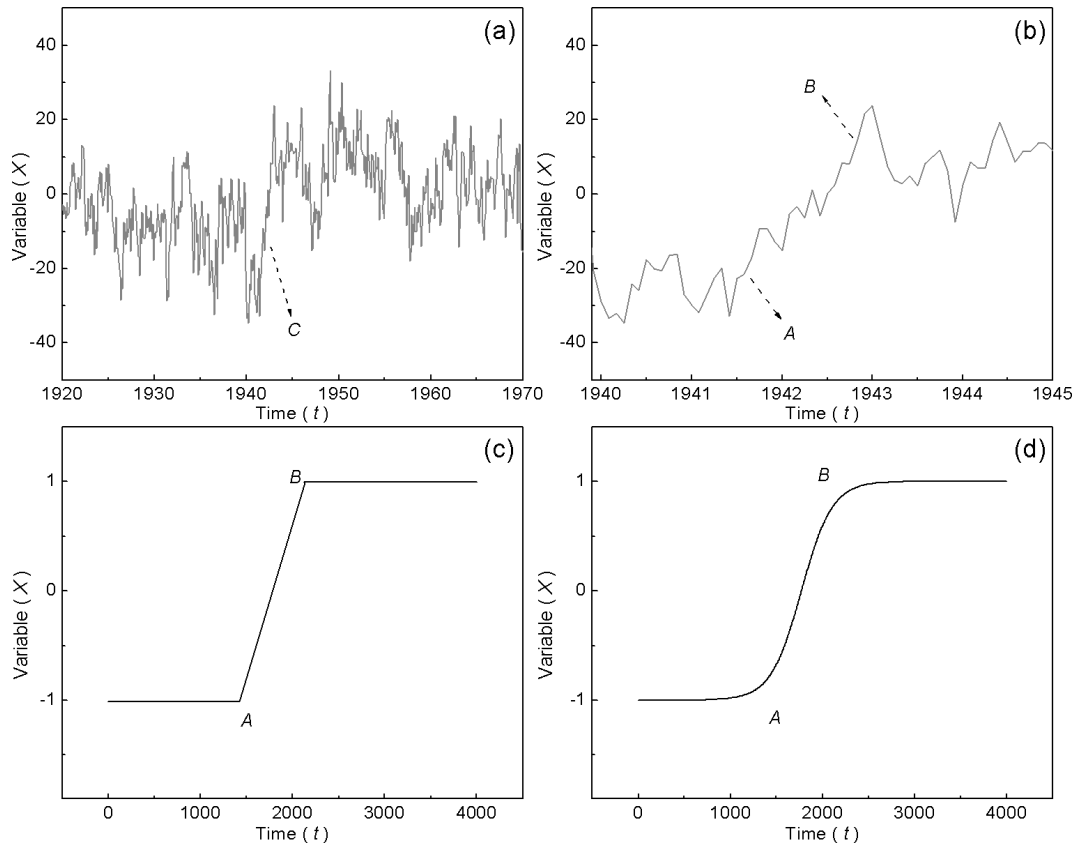 (a)
40
20
0
-20
-40
Variable ( X )
C
1920 1930 1940 1950 1960 1970
Time ( t )
(b)
40
20
0
-20
-40
Variable ( X )
B
A
1940 1941 1942 1943 1944 1945
Time ( t )
(c)
1
0
-1
Variable ( X )
B
A
0 1000 2000 3000 4000
Time ( t )
(d)
1
0
-1
Variable ( X )
B
A
0 1000 2000 3000 4000
Time ( t )